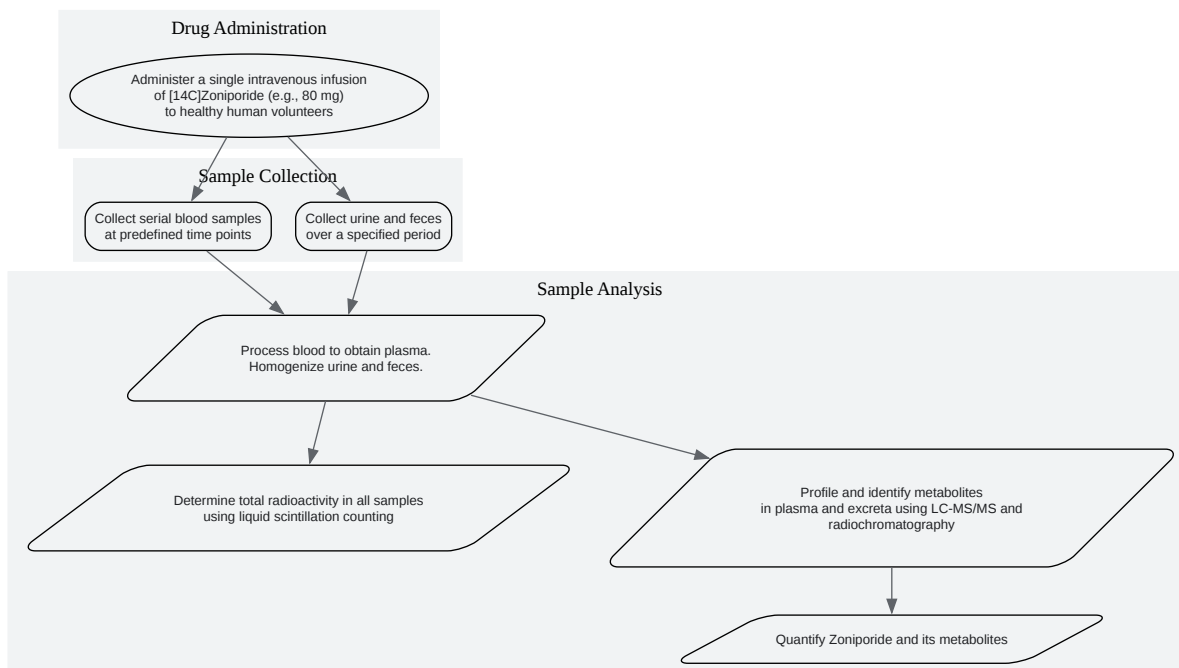 Drug Administration
Administer a single intravenous infusion
of [14C]Zoniporide (e.g., 80 mg)
to healthy human volunteers
Sample Collection
Collect serial blood samples
at predefined time points
Collect urine and feces
over a specified period
Sample Analysis
Process blood to obtain plasma.
Homogenize urine and feces.
Determine total radioactivity in all samples
using liquid scintillation counting
Profile and identify metabolites
in plasma and excreta using LC-MS/MS and
radiochromatography
Quantify Zoniporide and its metabolites